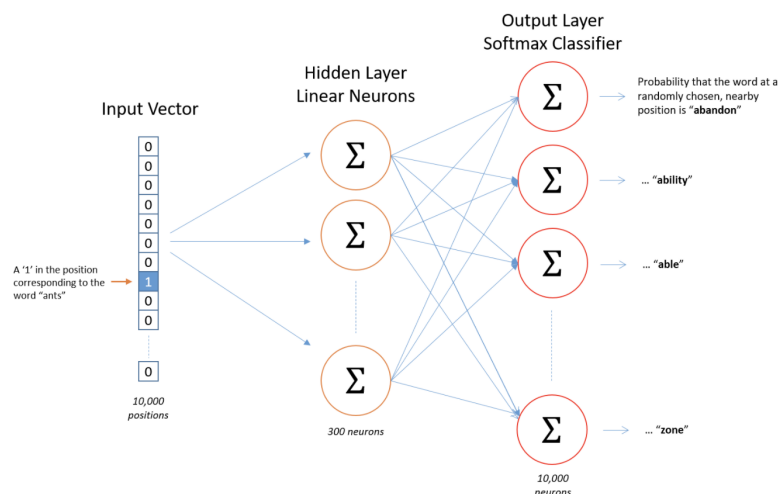 Output Layer
Softmax Classifier
Hidden Layer
Linear Neurons
Input Vector
0
0
0
0
0
0
0
1
0
0
0
A ‘1’ in the position
corresponding to the
word “ants”
10,000
positions
Σ
Σ
Σ
300 neurons
Σ
Σ
Σ
Σ
10,000
neurons
Probability that the word at a
randomly chosen, nearby
position is “abandon”
... “ability”
... “able”
... “zone”